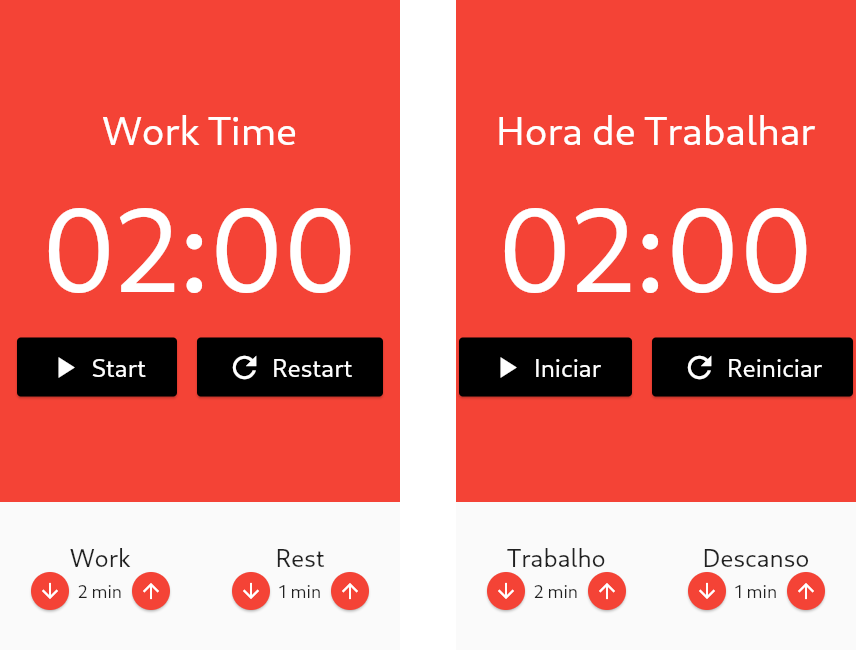 Work Time
02:00
Start
Restart
Work
Rest
2 min
1 min
Hora de Trabalhar
02:00
Iniciar
Reiniciar
Trabalho
Descanso
2 min
1 min